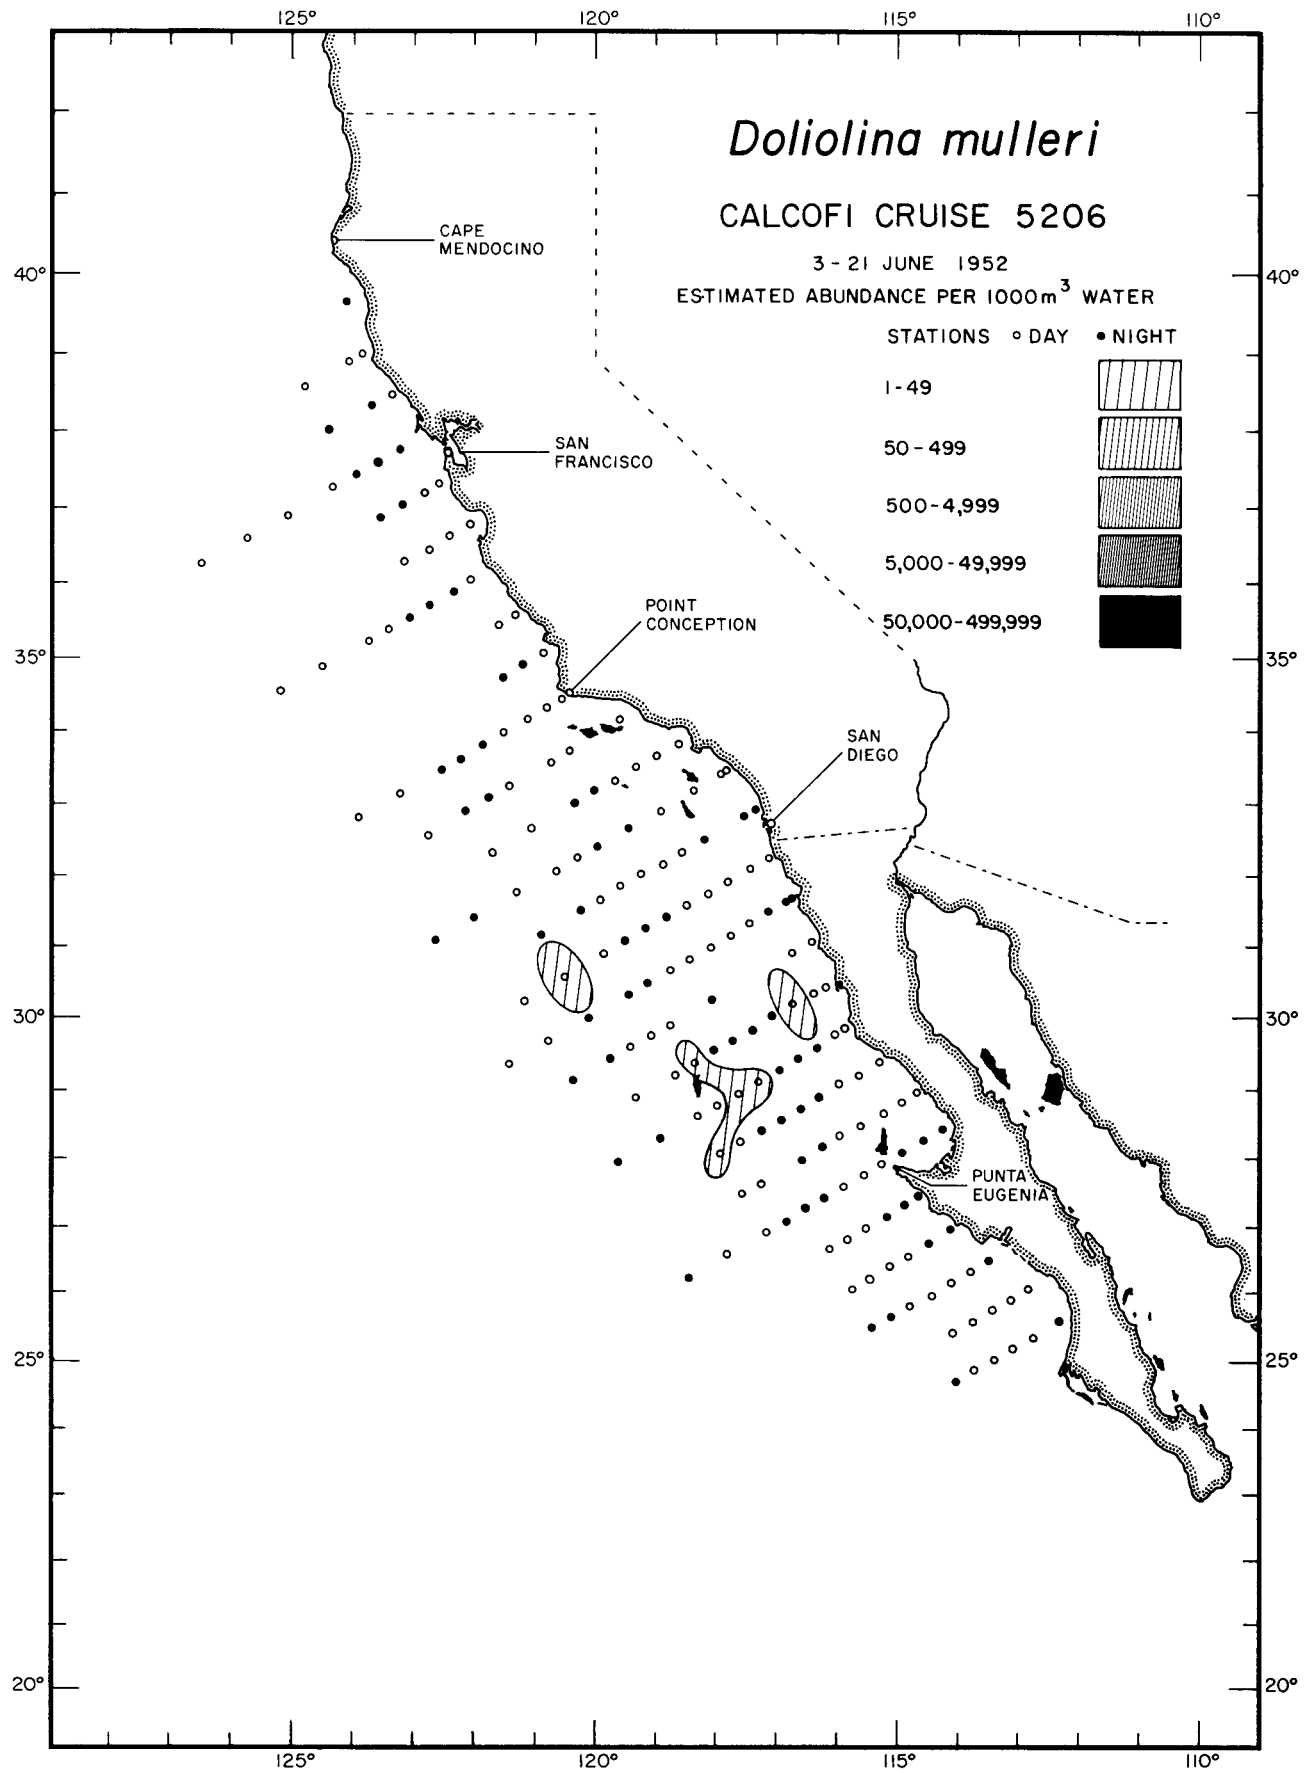 125° 120° 115° 110°
Doliolina mulleri
CALCOFI CRUISE 5206
3-21 JUNE 1952
ESTIMATED ABUNDANCE PER 1000m³ WATER
STATIONS ○ DAY ● NIGHT
1-49
50-499
500-4,999
5,000-49,999
50,000-499,999
CAPE
MENDOCINO
40° 40°
SAN
FRANCISCO
POINT
CONCEPTION
35° 35°
SAN
DIEGO
30° 30°
PUNTA
EUGENIA
25° 25°
20° 20°
125° 120° 115° 110°